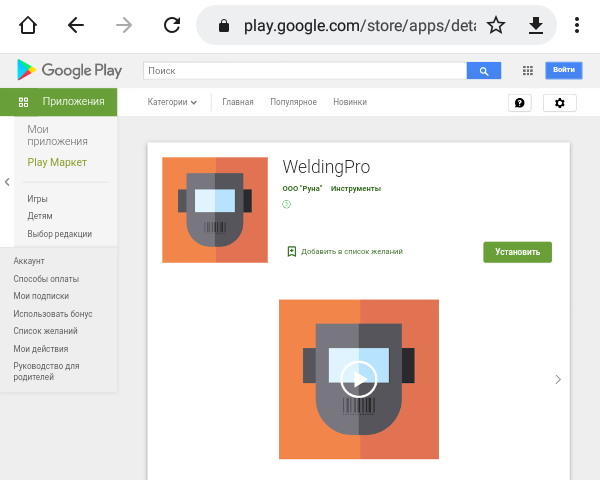 play.google.com/store/apps/deta
Google Play
Поиск
Войти
Приложения
Категории
Главная
Популярное
Новинки
Мои
приложения
Play Маркет
Игры
Детям
Выбор редакции
Аккаунт
Способы оплаты
Мои подписки
Использовать бонус
Список желаний
Мои действия
Руководство для
родителей
WeldingPro
ООО "Руна" Инструменты
3
Добавить в список желаний
Установить